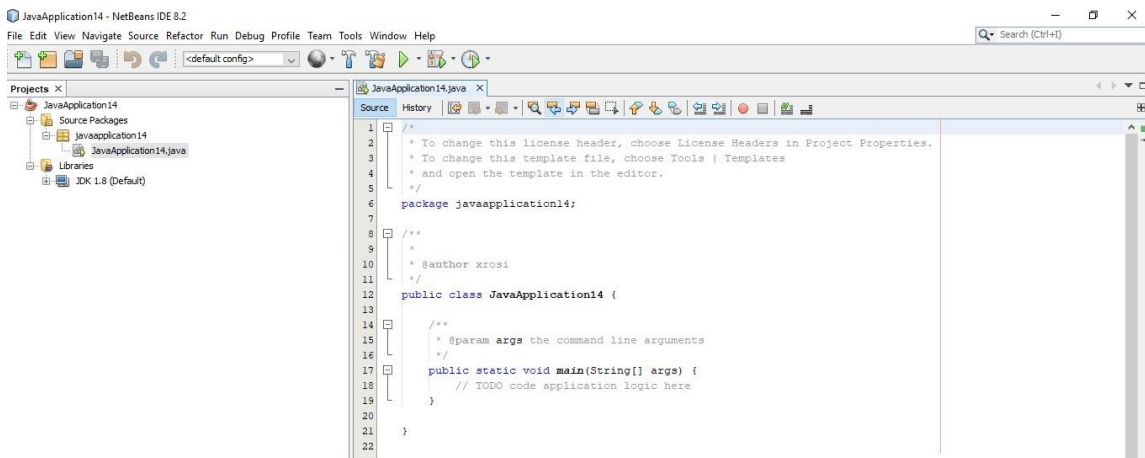 JavaApplication14 - NetBeans IDE 8.2
File Edit View Navigate Source Refactor Run Debug Profile Team Tools Window Help
Search (Ctrl+I)
<default config>
Projects
JavaApplication14.java
JavaApplication14
Source Packages
javaapplication14
JavaApplication14.java
Libraries
JDK 1.8 (Default)
Source History
1 /*
2 * To change this license header, choose License Headers in Project Properties.
3 * To change this template file, choose Tools | Templates
4 * and open the template in the editor.
5 */
6 package javaapplication14;
7
8 /**
9 *
10 * @author xrosi
11 */
12 public class JavaApplication14 {
13
14 /**
15 * @param args the command line arguments
16 */
17 public static void main(String[] args) {
18 // TODO code application logic here
19 }
20
21 }
22